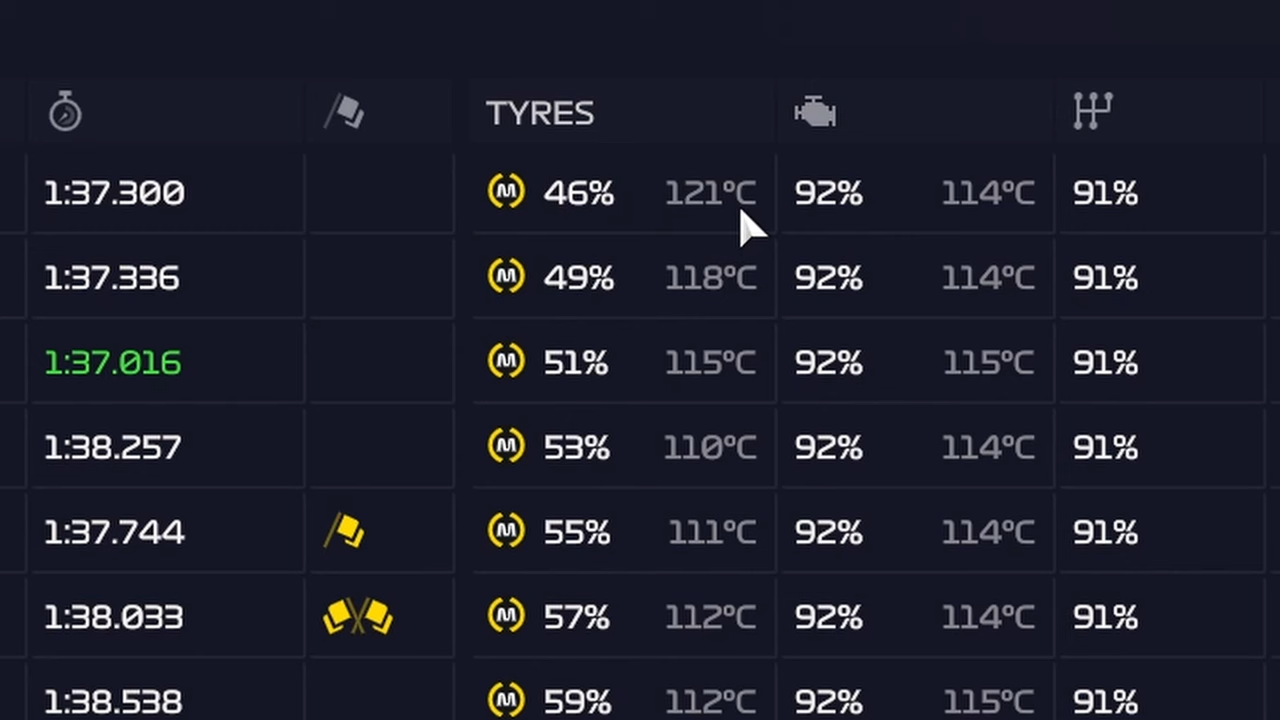 TYRES
1:37.300 M 46% 121°C 92% 114°C 91%
1:37.336 M 49% 118°C 92% 114°C 91%
1:37.016 M 51% 115°C 92% 115°C 91%
1:38.257 M 53% 110°C 92% 114°C 91%
1:37.744 M 55% 111°C 92% 114°C 91%
1:38.033 M 57% 112°C 92% 114°C 91%
1:38.538 M 59% 112°C 92% 115°C 91%